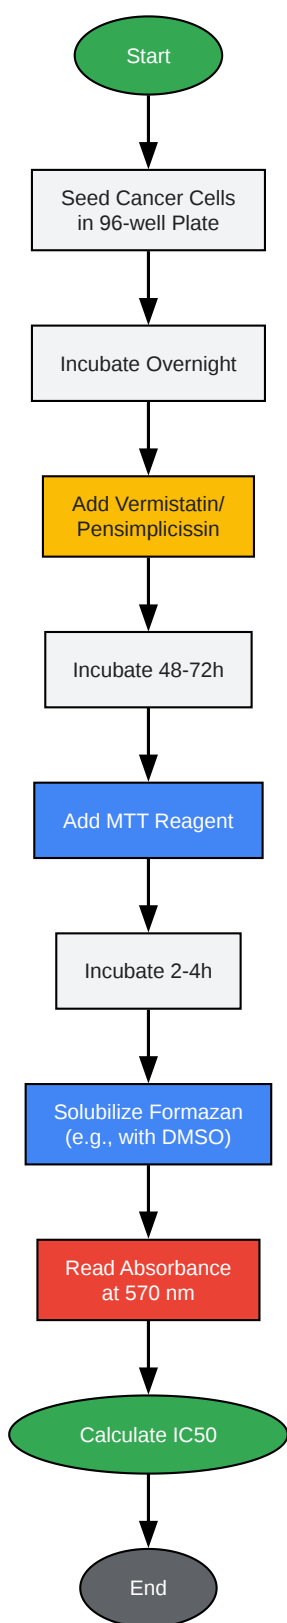 Start
Seed Cancer Cells
in 96-well Plate
Incubate Overnight
Add Vermistatin/
Pensimplicissin
Incubate 48-72h
Add MTT Reagent
Incubate 2-4h
Solubilize Formazan
(e.g., with DMSO)
Read Absorbance
at 570 nm
Calculate IC50
End